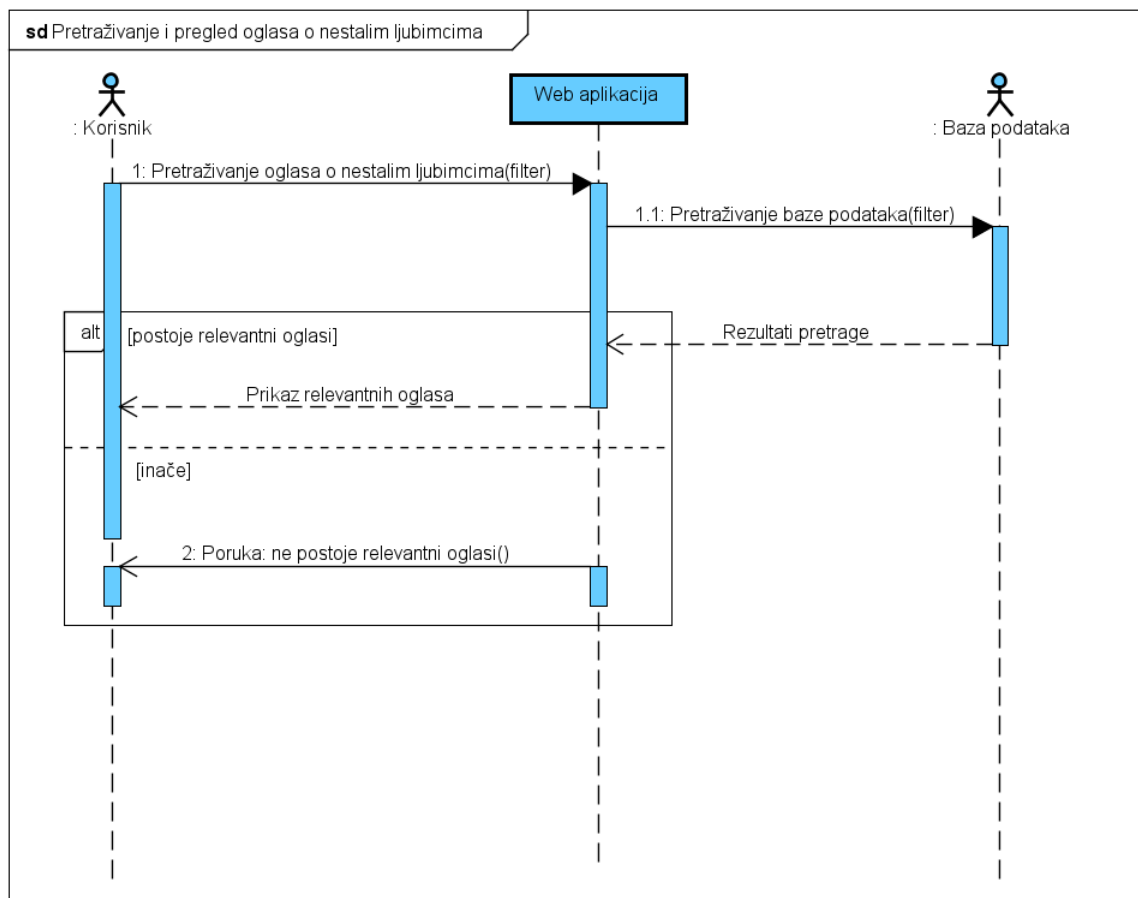 sd Pretraživanje i pregled oglasa o nestalim ljubimcima
: Korisnik
Web aplikacija
: Baza podataka
1: Pretraživanje oglasa o nestalim ljubimcima(filter)
1.1: Pretraživanje baze podataka(filter)
alt
[postoje relevantni oglasi]
Rezultati pretrage
Prikaz relevantnih oglasa
[inače]
2: Poruka: ne postoje relevantni oglasi()